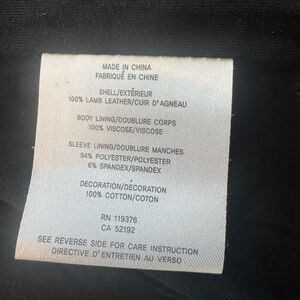 MADE IN CHINA
FABRIQUÉ EN CHINE
SHELL/EXTÉRIEUR
100% LAMB LEATHER/CUIR D'AGNEAU
BODY LINING/DOUBLURE CORPS
100% VISCOSE/VISCOSE
SLEEVE LINING/DOUBLURE MANCHES
94% POLYESTER/POLYESTER
6% SPANDEX/SPANDEX
DECORATION/DECORATION
100% COTTON/COTON
RN 119376
CA 52192
SEE REVERSE SIDE FOR CARE INSTRUCTION
DIRECTIVE D'ENTRETIEN AU VERSO